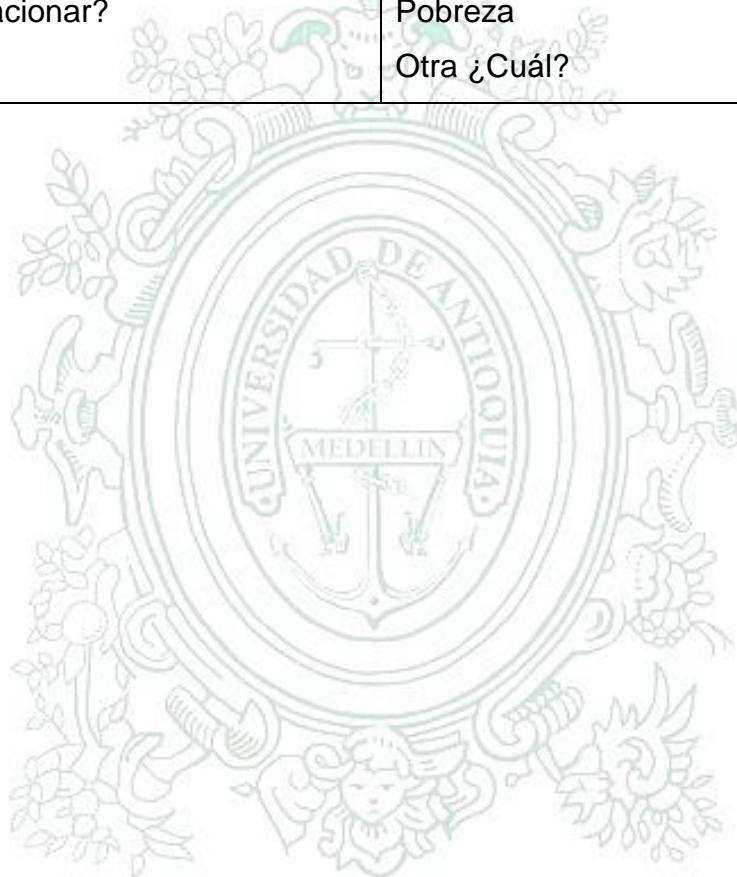 acionar?
Pobreza
Otra ¿Cuál?
UNIVERSIDAD DE ANTIOQUIA
MEDELLIN